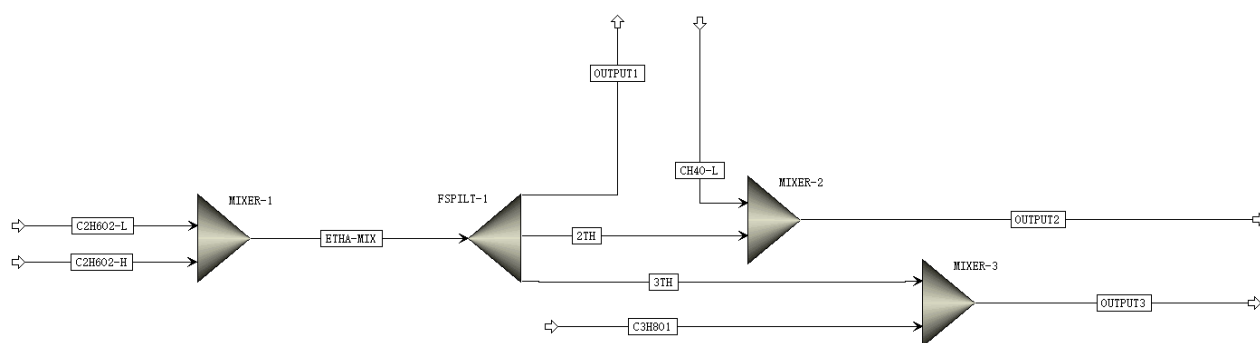 OUTPUT1
CH4O-L
MIXER-2
MIXER-1
FSPILT-1
C2H6O2-L
OUTPUT2
ETHA-MIX
2TH
C2H6O2-H
MIXER-3
3TH
OUTPUT3
C3H8O1